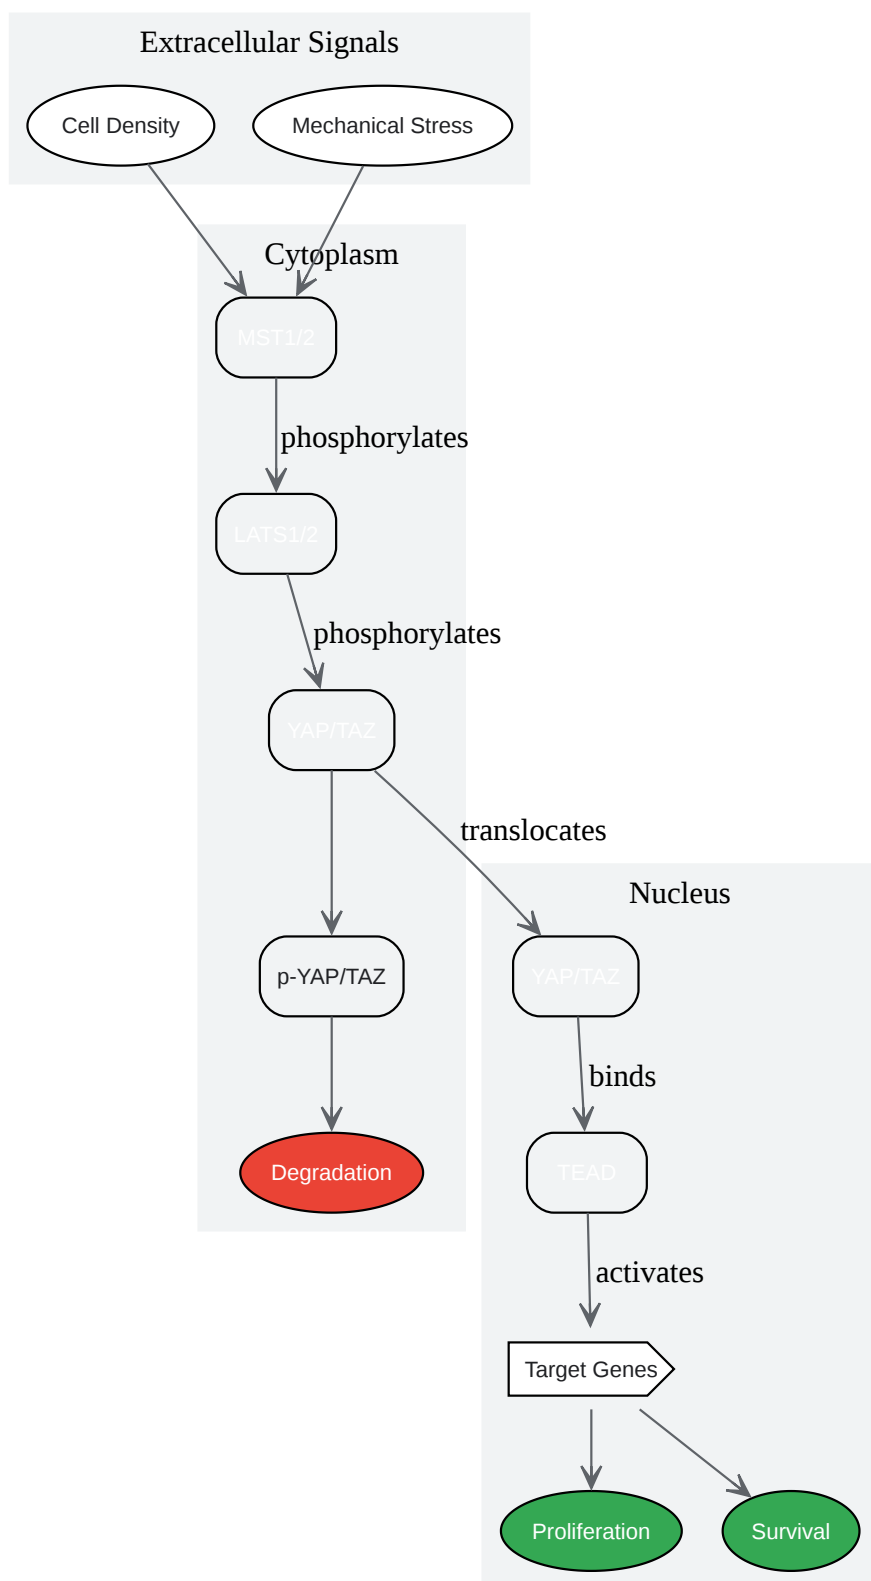 Extracellular Signals
Cell Density
Mechanical Stress
Cytoplasm
MST1/2
phosphorylates
LATS1/2
phosphorylates
YAP/TAZ
translocates
Nucleus
p-YAP/TAZ
YAP/TAZ
binds
Degradation
TEAD
activates
Target Genes
Proliferation
Survival